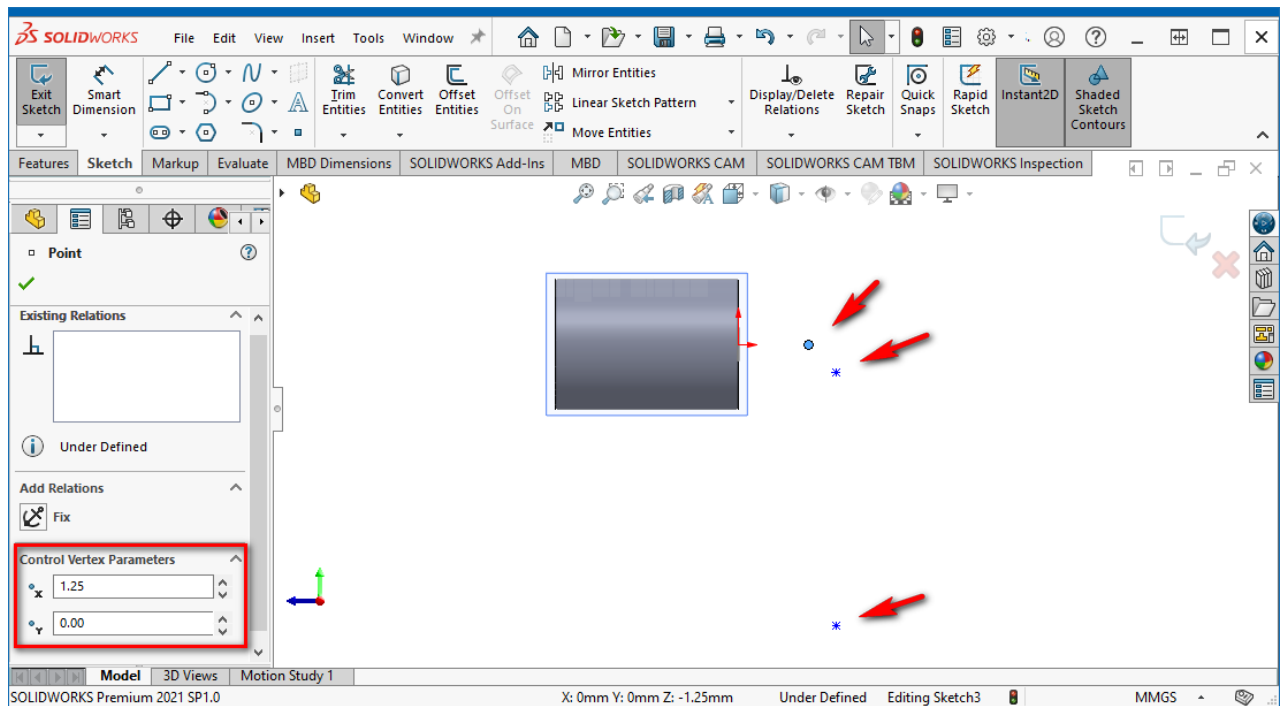 SOLIDWORKS File Edit View Insert Tools Window
Exit Sketch
Smart Dimension
Trim Entities
Convert Entities
Offset Entities
Offset On Surface
Mirror Entities
Linear Sketch Pattern
Move Entities
Display/Delete Relations
Repair Sketch
Quick Snaps
Rapid Sketch
Instant2D
Shaded Sketch Contours
Features Sketch Markup Evaluate MBD Dimensions SOLIDWORKS Add-Ins MBD SOLIDWORKS CAM SOLIDWORKS CAM TBM SOLIDWORKS Inspection
Point
Existing Relations
Under Defined
Add Relations
Fix
Control Vertex Parameters
X 1.25
Y 0.00
Model 3D Views Motion Study 1
SOLIDWORKS Premium 2021 SP1.0 X: 0mm Y: 0mm Z: -1.25mm Under Defined Editing Sketch3 MMGS